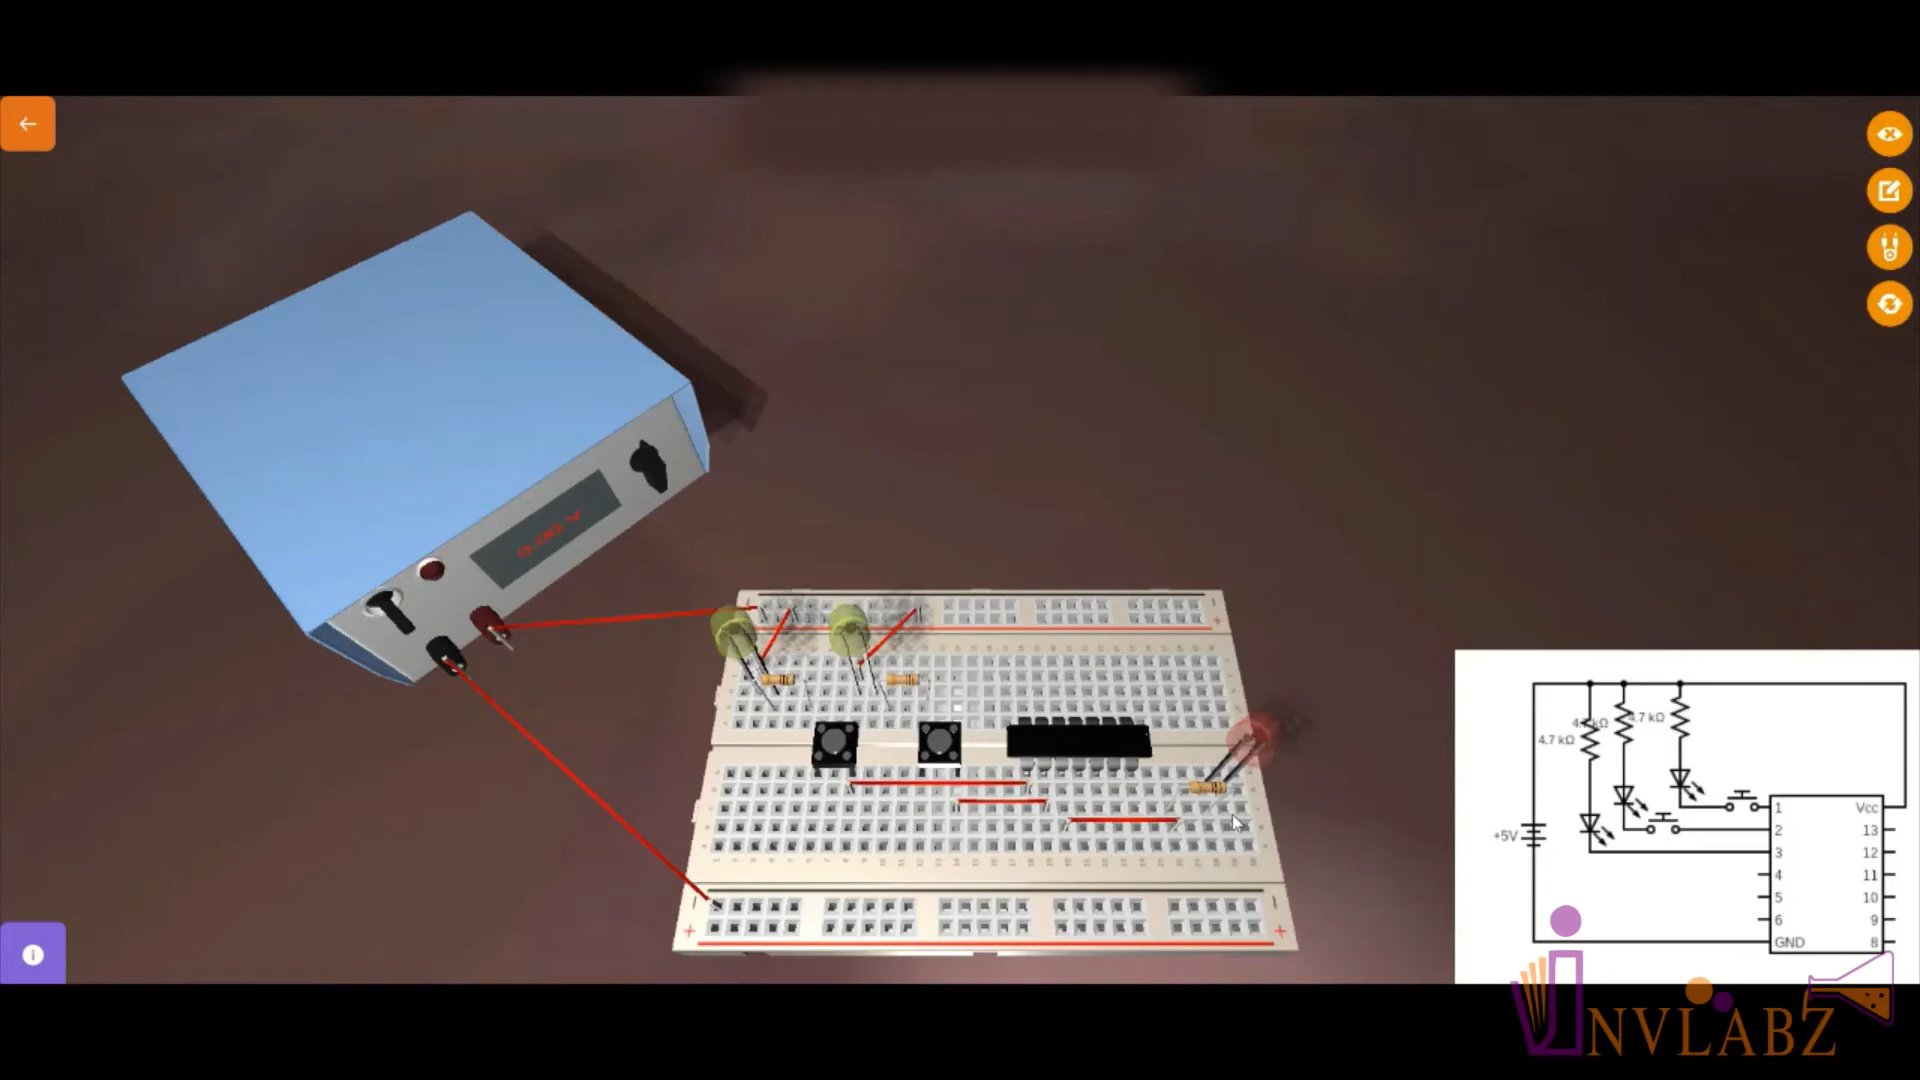 0.00 V
4.7 kΩ
4.7 kΩ
4.7 kΩ
+5V
1
Vcc
2
13
3
12
4
11
5
10
6
9
GND
8
INVLABZ